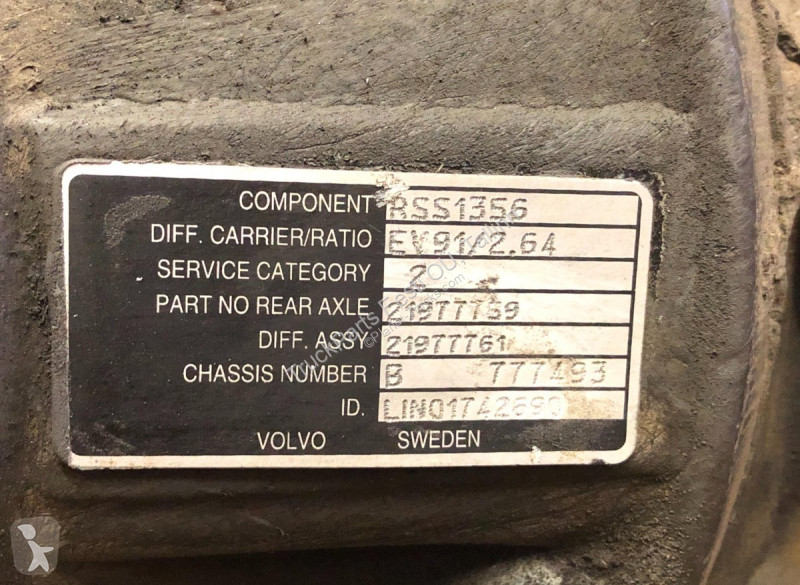 COMPONENT RSS1356
DIFF. CARRIER/RATIO EV91/2.64
SERVICE CATEGORY 2
PART NO REAR AXLE 21977759
DIFF. ASSY 21977761
CHASSIS NUMBER B 777493
ID.
VOLVO SWEDEN